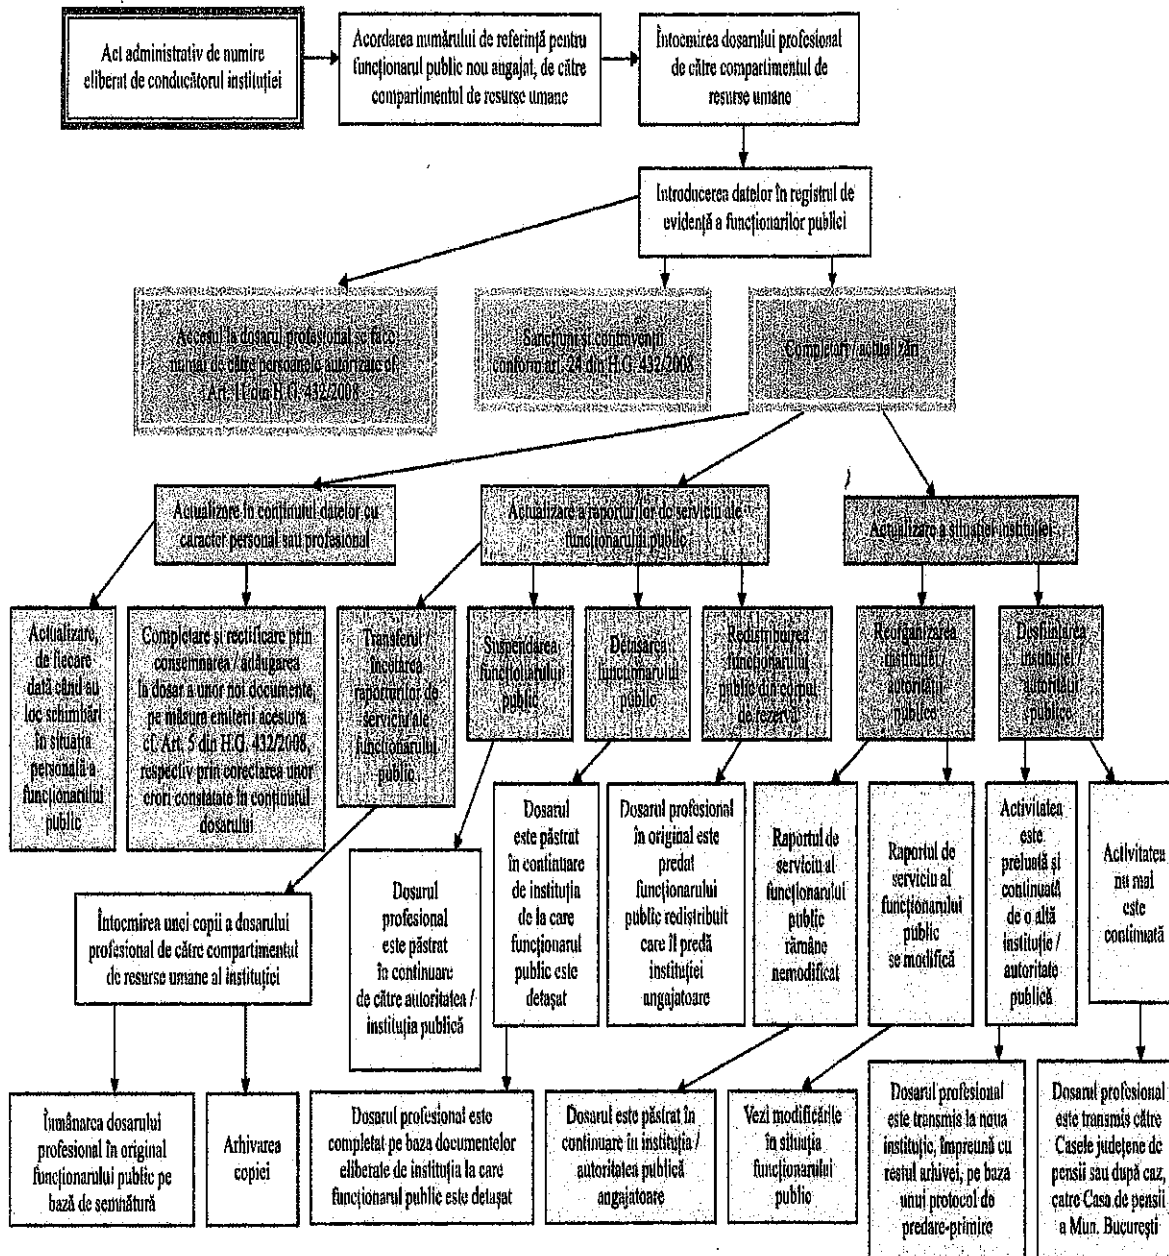 Act administrativ de numire
eliberat de conducătorul instituției
Acordarea numărului de referință pentru
funcționarul public nou angajat, de către
compartimentul de resurse umane
Întocmirea dosarului profesional
de către compartimentul de
resurse umane
Introducerea datelor în registrul de
evidență a funcționarilor publici
Accesul la dosarul profesional se face
numai de către persoanele autorizate cf.
Art. 11 din H.G. 432/2008
Sancțiuni și contravenții
conform art. 24 din H.G. 432/2008
Completări / actualizări
Actualizare în conținutul datelor cu
caracter personal sau profesional
Actualizare a raporturilor de serviciu ale
funcționarului public
Actualizare a situației instituției
Actualizare,
de fiecare
dată când au
loc schimbări
în situația
personală a
funcționarului
public
Completare și rectificare prin
consemnarea / adăugarea
la dosar a unor noi documente,
pe măsura emiterii acestora
cf. Art. 5 din H.G. 432/2008,
respectiv prin corectarea unor
erori constatate în conținutul
dosarului
Transferul /
încetarea
raporturilor de
serviciu ale
funcționarului
public
Suspendarea
funcționarului
public
Detașarea
funcționarului
public
Redistribuirea
funcționarului
public din corpul
de rezervă
Reorganizarea
instituției /
autorității
publice
Desființarea
instituției /
autorității
publice
Întocmirea unei copii a dosarului
profesional de către compartimentul
de resurse umane al instituției
Dosarul
profesional
este păstrat
în continuare
de către autoritatea /
instituția publică
Dosarul
este păstrat
în continuare
de instituția
de la care
funcționarul
public este
detașat
Dosarul profesional
în original este
predat
funcționarului
public redistribuit
care îl predă
instituției
angajatoare
Raportul de
serviciu al
funcționarului
public
rămâne
nemodificat
Raportul de
serviciu al
funcționarului
public
se modifică
Activitatea
este
preluată și
continuată
de o altă
instituție /
autoritate
publică
Activitatea
nu mai
este
continuată
Înmânarea dosarului
profesional în original
funcționarului public pe
bază de semnătură
Arhivarea
copiei
Dosarul profesional este
completat pe baza documentelor
eliberate de instituția la care
funcționarul public este detașat
Dosarul este păstrat în
continuare în instituția /
autoritatea publică
angajatoare
Vezi modificările
în situația
funcționarului
public
Dosarul profesional
este transmis la noua
instituție, împreună cu
restul arhivei, pe baza
unui protocol de
predare-primire
Dosarul profesional
este transmis către
Casele județene de
pensii sau după caz,
către Casa de pensii
a Mun. București